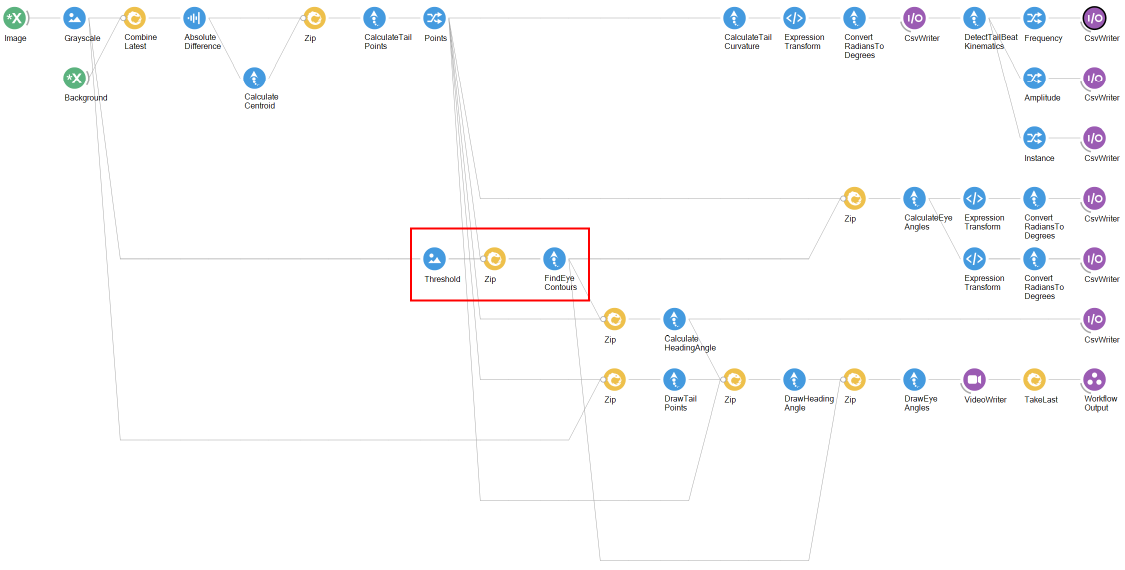 Image
Grayscale
Combine
Latest
Absolute
Difference
Zip
CalculateTail
Points
Points
CalculateTail
Curvature
Expression
Transform
Convert
RadiansTo
Degrees
CsvWriter
DetectTailBeat
Kinematics
Frequency
CsvWriter
Background
Calculate
Centroid
Amplitude
CsvWriter
Instance
CsvWriter
Zip
CalculateEye
Angles
Expression
Transform
Convert
RadiansTo
Degrees
CsvWriter
Threshold
Zip
FindEye
Contours
Expression
Transform
Convert
RadiansTo
Degrees
CsvWriter
Zip
Calculate
HeadingAngle
CsvWriter
Zip
DrawTail
Points
Zip
DrawHeading
Angle
Zip
DrawEye
Angles
VideoWriter
TakeLast
Workflow
Output